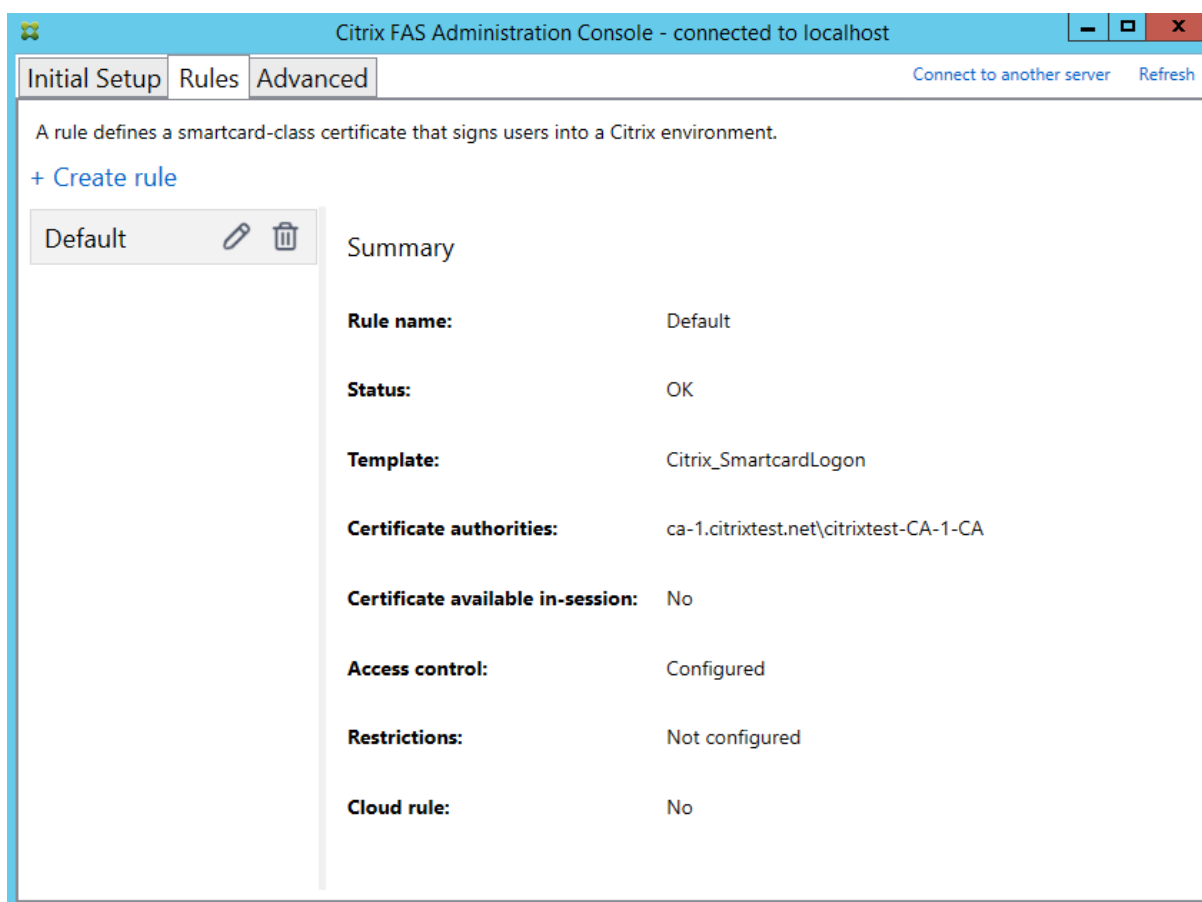 Citrix FAS Administration Console - connected to localhost
Initial Setup Rules Advanced Connect to another server Refresh
A rule defines a smartcard-class certificate that signs users into a Citrix environment.
+ Create rule
Default
Summary
Rule name: Default
Status: OK
Template: Citrix_SmartcardLogon
Certificate authorities: ca-1.citrixtest.net\citrixtest-CA-1-CA
Certificate available in-session: No
Access control: Configured
Restrictions: Not configured
Cloud rule: No